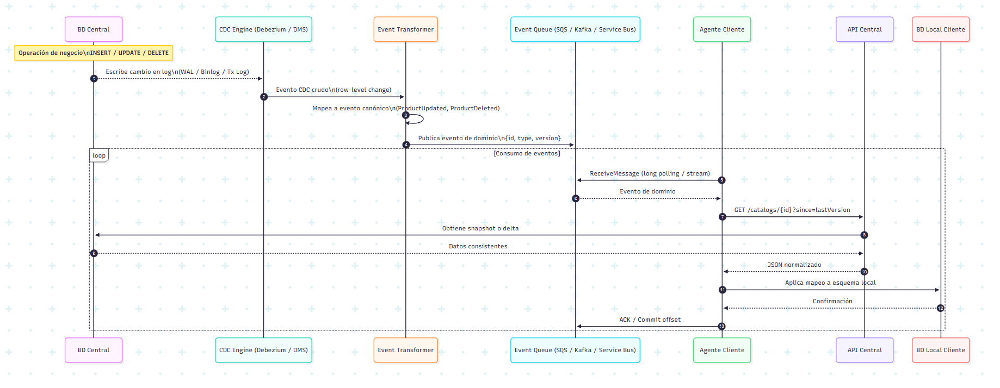 BD Central
CDC Engine (Debezium / DMS)
Event Transformer
Event Queue (SQS / Kafka / Service Bus)
Agente Cliente
API Central
BD Local Cliente
Operación de negocio\nINSERT / UPDATE / DELETE
Escribe cambio en log\n(WAL / Binlog / Tx Log)
1
Evento CDC crudo\n(row-level change)
2
Mapea a evento canónico\n(ProductUpdated, ProductDeleted)
3
Publica evento de dominio\n{id, type, version}
4
loop
[Consumo de eventos]
ReceiveMessage (long polling / stream)
5
Evento de dominio
6
GET /catalogs/{id}?since=lastVersion
7
Obtiene snapshot o delta
8
Datos consistentes
9
JSON normalizado
10
Aplica mapeo a esquema local
11
Confirmación
12
ACK / Commit offset
13
BD Central
CDC Engine (Debezium / DMS)
Event Transformer
Event Queue (SQS / Kafka / Service Bus)
Agente Cliente
API Central
BD Local Cliente